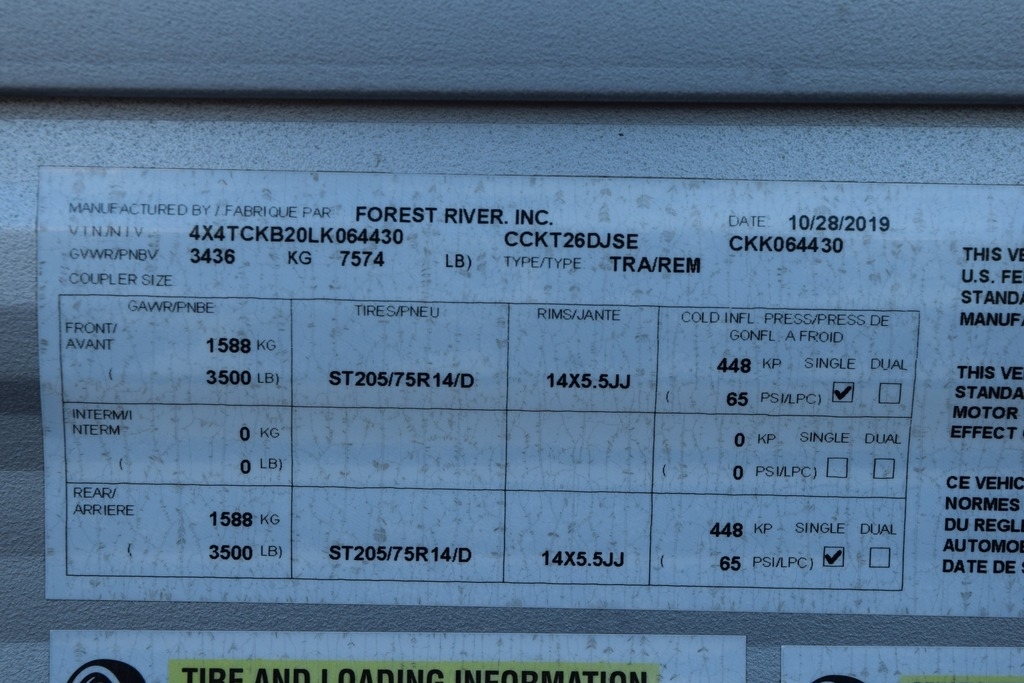 MANUFACTURED BY / FABRIQUE PAR FOREST RIVER. INC. DATE 10/28/2019
V I N/N I V 4X4TCKB20LK064430 CCKT26DJSE CKK064430
GVWR/PNBV 3436 KG 7574 LB) TYPE/TYPE TRA/REM
COUPLER SIZE
GAWR/PNBE TIRES/PNEU RIMS/JANTE COLD INFL PRESS/PRESS DE
GONFL A FROID
FRONT/
AVANT
1588 KG 448 KP SINGLE DUAL
( 3500 LB) ST205/75R14/D 14X5.5JJ ( 65 PSI/LPC)
INTERM/I
NTERM
0 KG 0 KP SINGLE DUAL
( 0 LB) ( 0 PSI/LPC)
REAR/
ARRIERE
1588 KG 448 KP SINGLE DUAL
( 3500 LB) ST205/75R14/D 14X5.5JJ ( 65 PSI/LPC)
THIS VE
U.S. FE
STANDA
MANUFA
THIS VE
STANDA
MOTOR
EFFECT
CE VEHIC
NORMES
DU REGLE
AUTOMOB
DATE DE S
TIRE AND LOADING INFORMATION